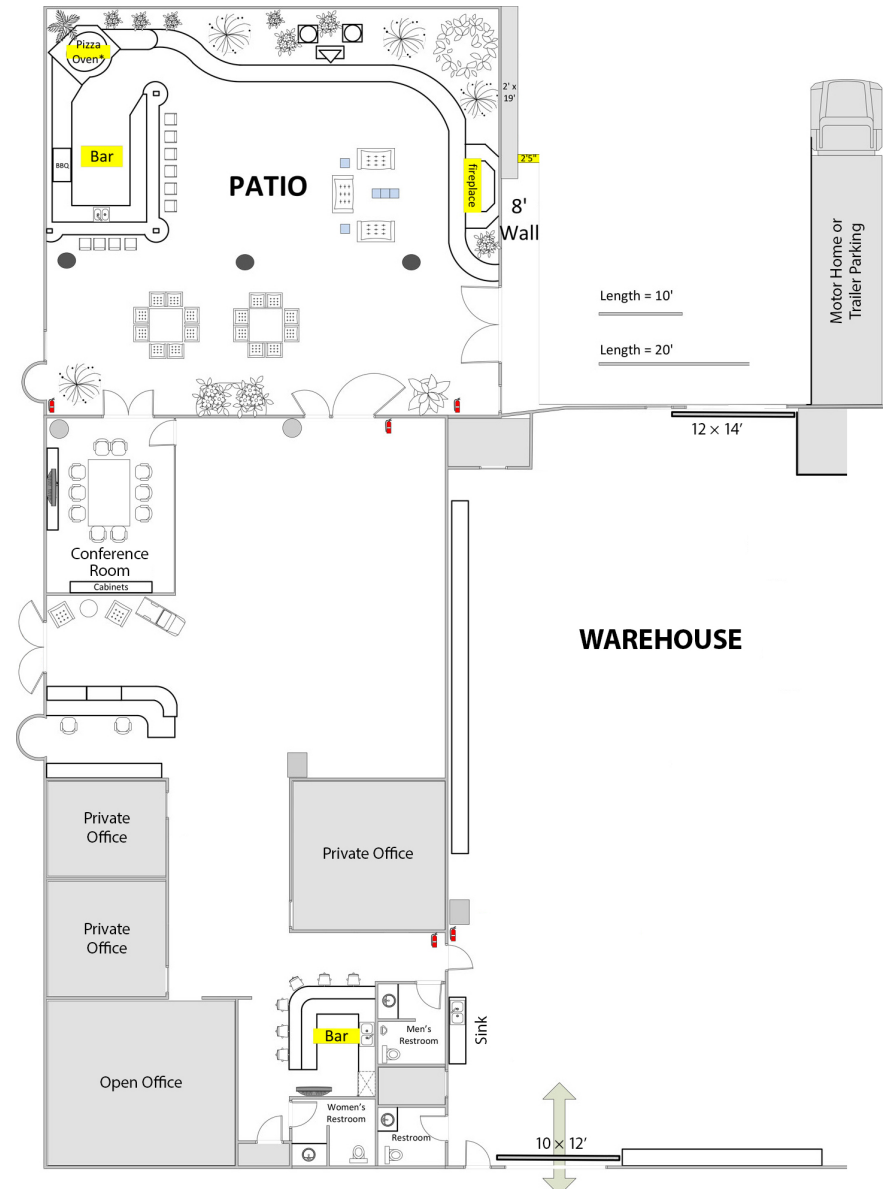 Pizza
Oven*
2' x
19'
BBQ
Bar
PATIO
fireplace
2'5"
8'
Wall
Motor Home or
Trailer Parking
Length = 10'
Length = 20'
12 × 14'
Conference
Room
Cabinets
WAREHOUSE
Private
Office
Private Office
Private
Office
Bar
Men's
Restroom
Sink
Open Office
Women's
Restroom
Restroom
10 × 12'